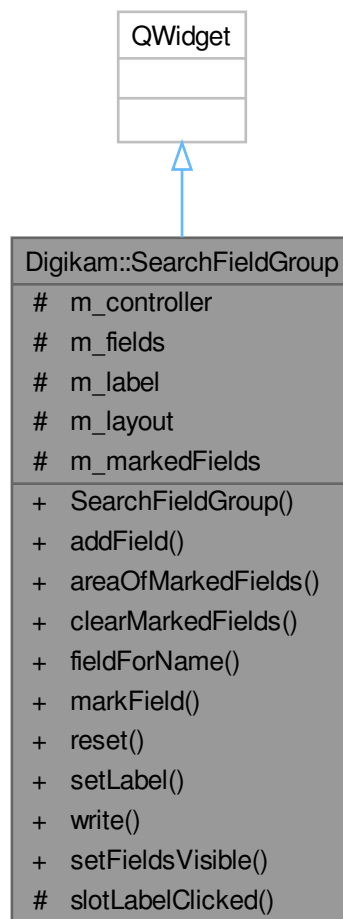 QWidget
Digikam::SearchFieldGroup
# m_controller
# m_fields
# m_label
# m_layout
# m_markedFields
+ SearchFieldGroup()
+ addField()
+ areaOfMarkedFields()
+ clearMarkedFields()
+ fieldForName()
+ markField()
+ reset()
+ setLabel()
+ write()
+ setFieldsVisible()
# slotLabelClicked()